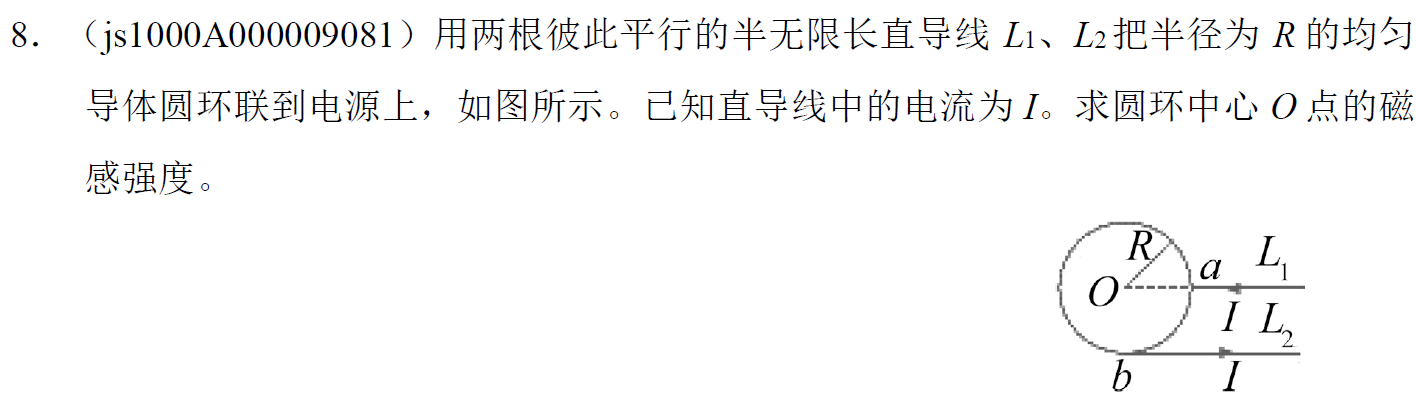 8．（js1000A000009081）用两根彼此平行的半无限长直导线 L1、L2 把半径为 R 的均匀
导体圆环联到电源上，如图所示。已知直导线中的电流为 I。求圆环中心 O 点的磁
感强度。
R
a L1
O
I L2
b I